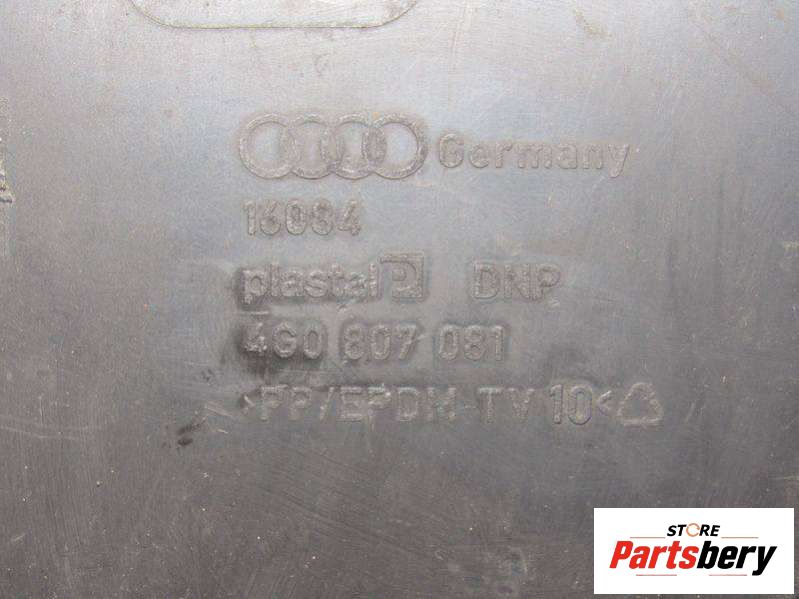 Germany
16084
plastal P DNP
4G0 807 081
>PP/EPDM-TV 10<
STORE
Partsbery